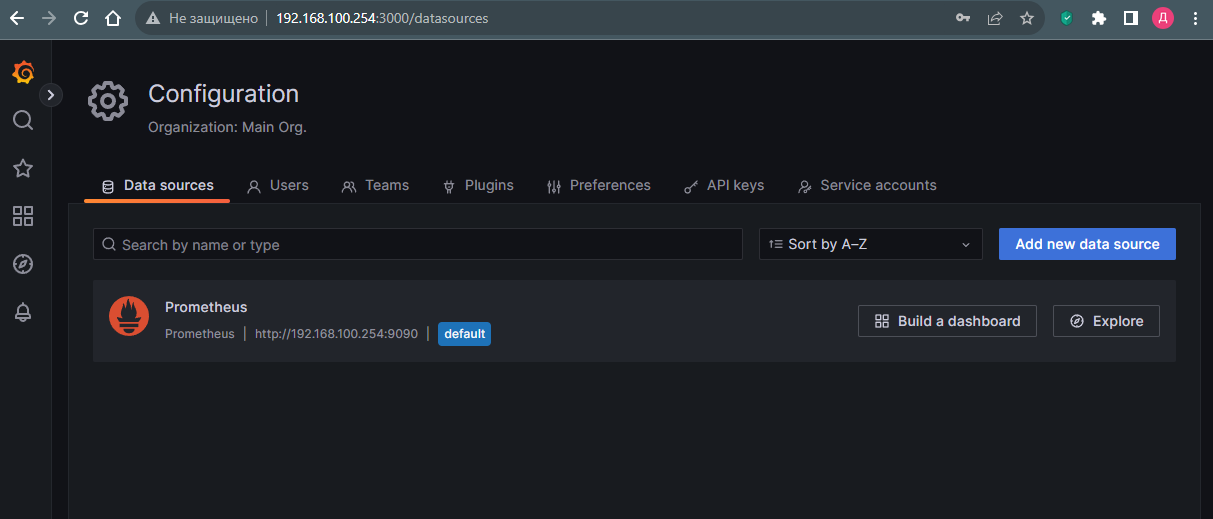 Не защищено 192.168.100.254:3000/datasources
Д
Configuration
Organization: Main Org.
Data sources Users Teams Plugins Preferences API keys Service accounts
Search by name or type Sort by A–Z Add new data source
Prometheus
Prometheus | http://192.168.100.254:9090 | default
Build a dashboard Explore